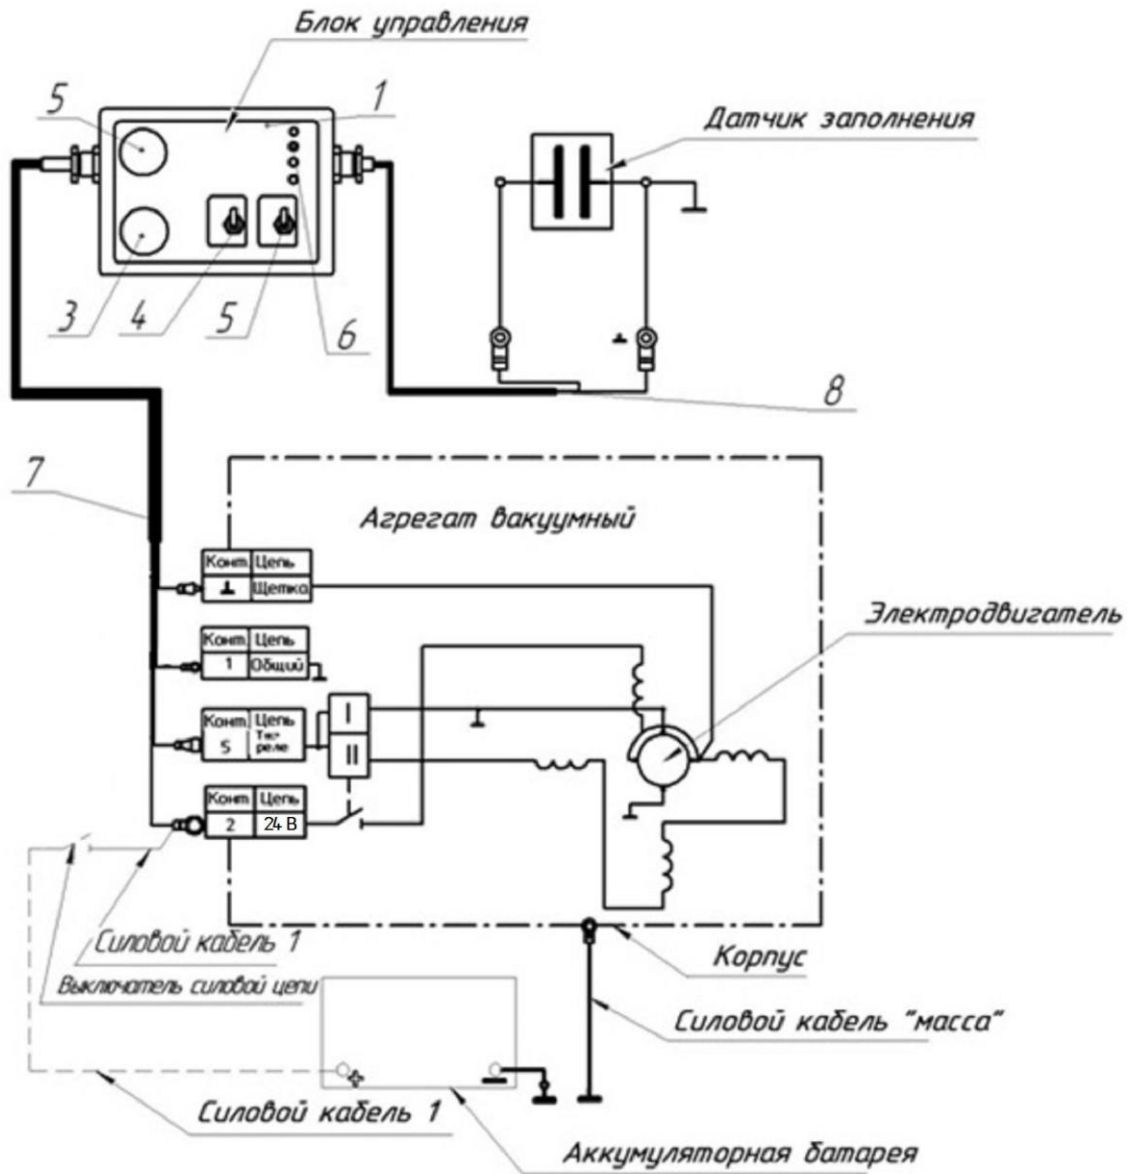 Блок управления
5
1
Датчик заполнения
3
4
5
6
8
7
Агрегат вакуумный
Конт. Цепь
⊥ Щетка
Электродвигатель
Конт. Цепь
1 Общий
Конт. Цепь
5 Тяг. реле
I
II
Конт. Цепь
2 24 В
Силовой кабель 1
Корпус
Выключатель силовой цепи
Силовой кабель "масса"
+
Силовой кабель 1
Аккумуляторная батарея